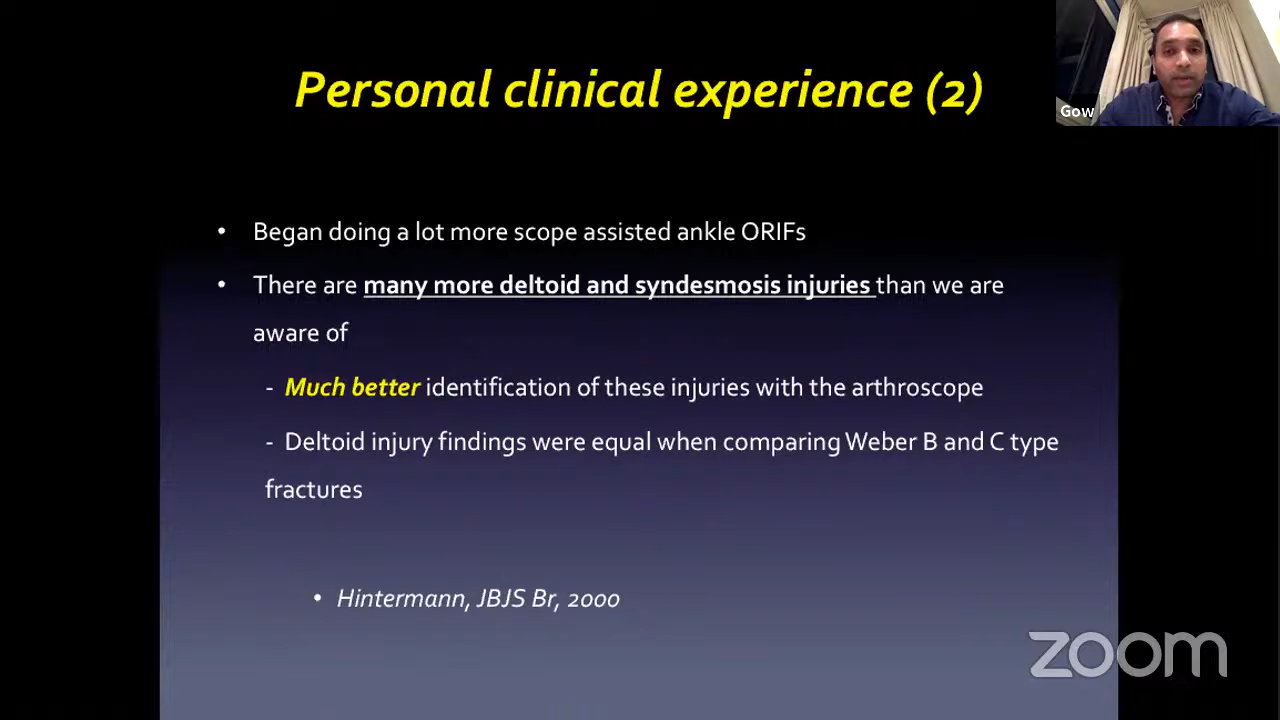 Personal clinical experience (2)
Gow
• Began doing a lot more scope assisted ankle ORIFs
• There are many more deltoid and syndesmosis injuries than we are
aware of
- Much better identification of these injuries with the arthroscope
- Deltoid injury findings were equal when comparing Weber B and C type
fractures
• Hintermann, JBJS Br, 2000
zoom